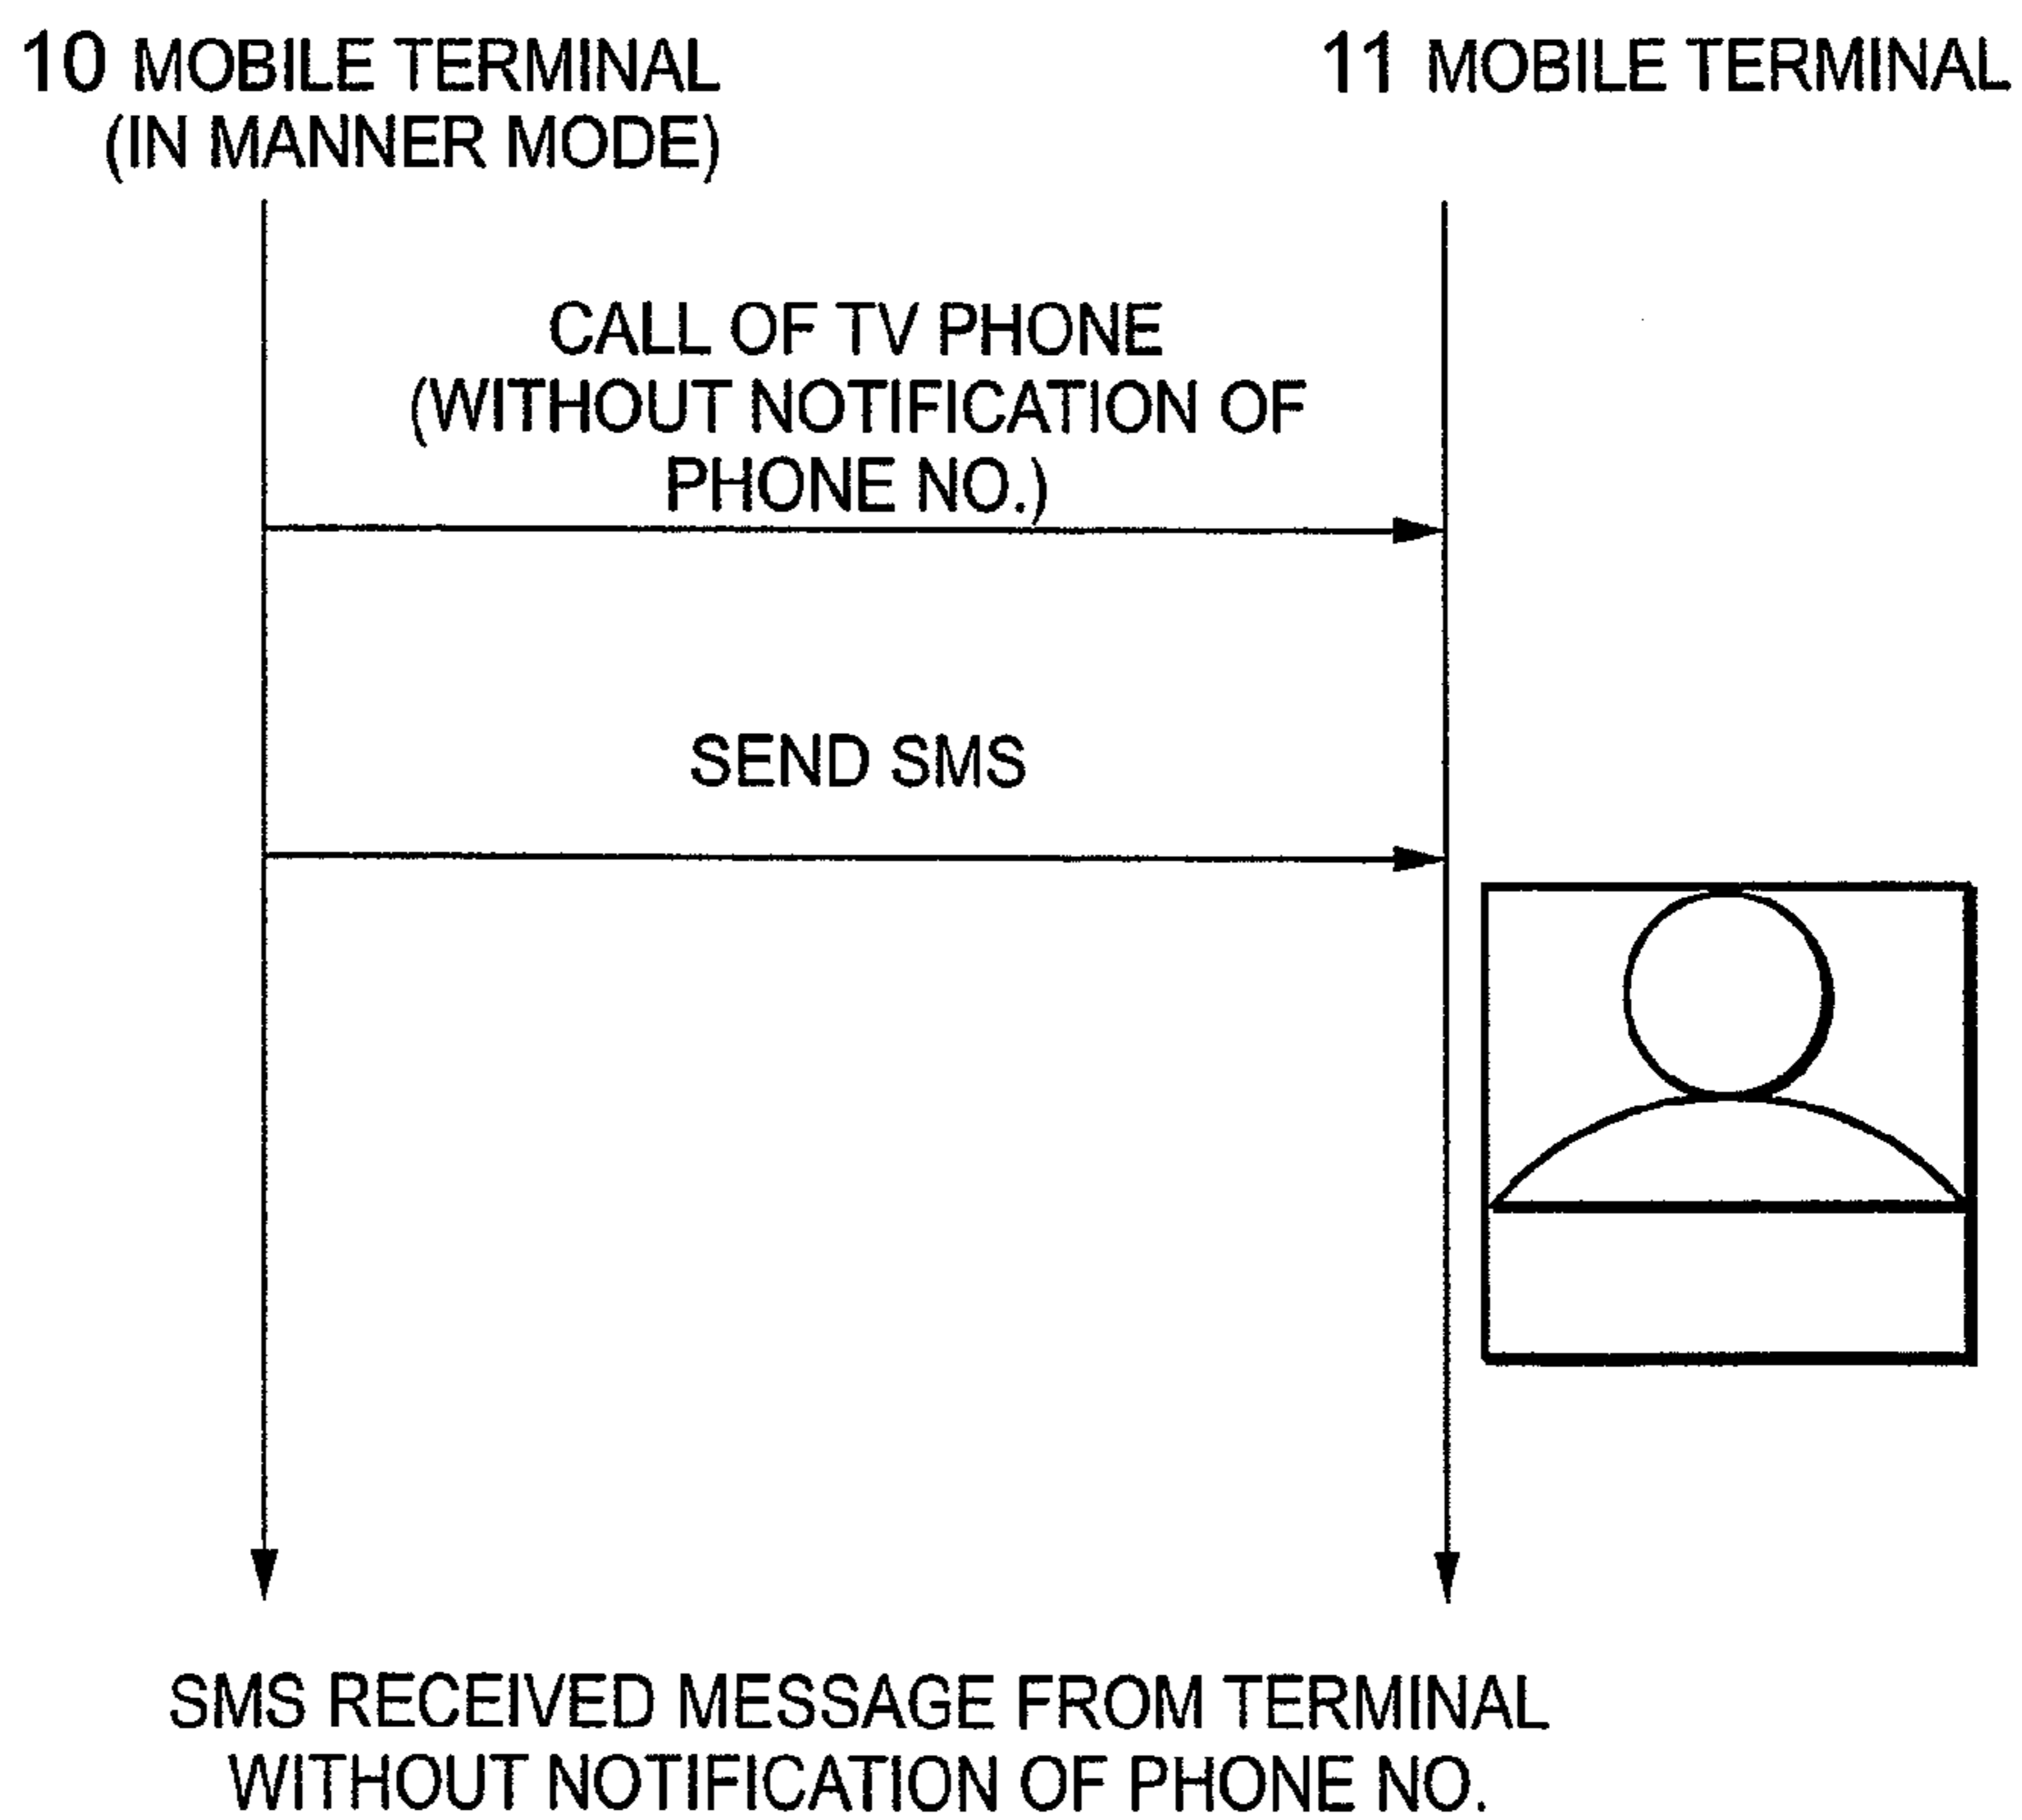 10 MOBILE TERMINAL
(IN MANNER MODE)
11 MOBILE TERMINAL
CALL OF TV PHONE
(WITHOUT NOTIFICATION OF
PHONE NO.)
SEND SMS
SMS RECEIVED MESSAGE FROM TERMINAL
WITHOUT NOTIFICATION OF PHONE NO.